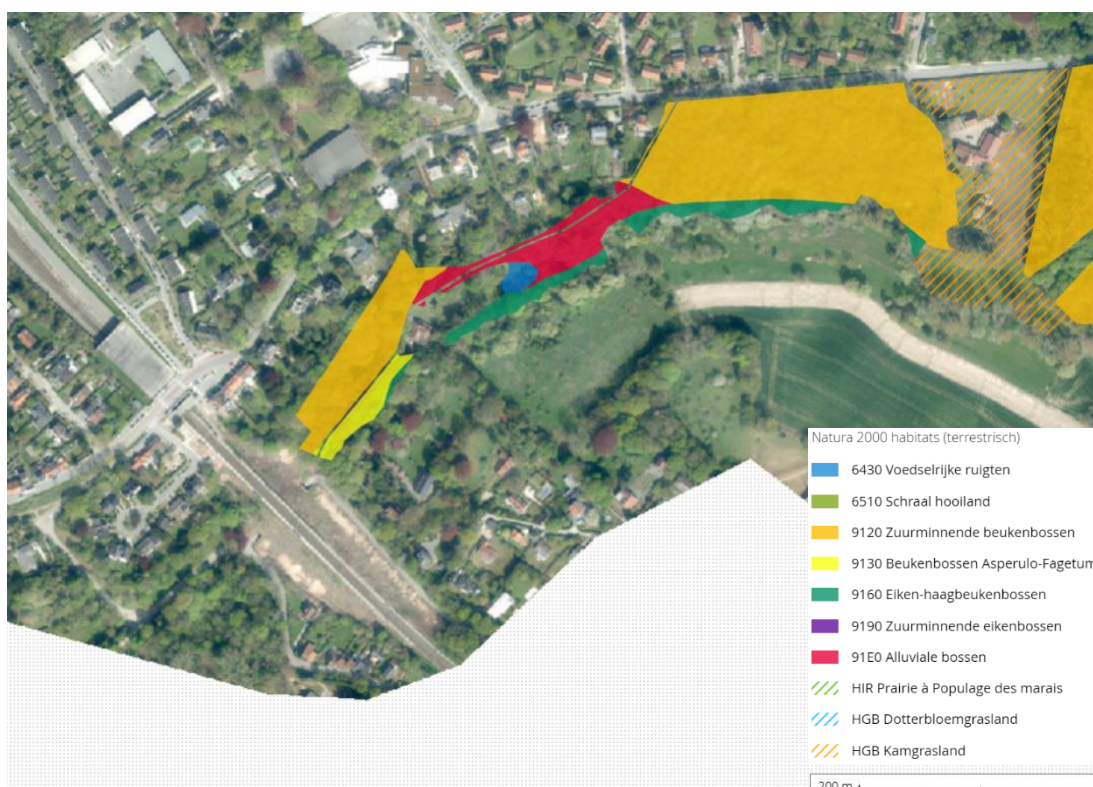 Natura 2000 habitats (terrestrisch)
6430 Voedselrijke ruigten
6510 Schraal hooiland
9120 Zuurminnende beukenbossen
9130 Beukenbossen Asperulo-Fagetum
9160 Eiken-haagbeukenbossen
9190 Zuurminnende eikenbossen
91E0 Alluviale bossen
HIR Prairie à Populage des marais
HGB Dotterbloemgrasland
HGB Kamgrasland
200 m